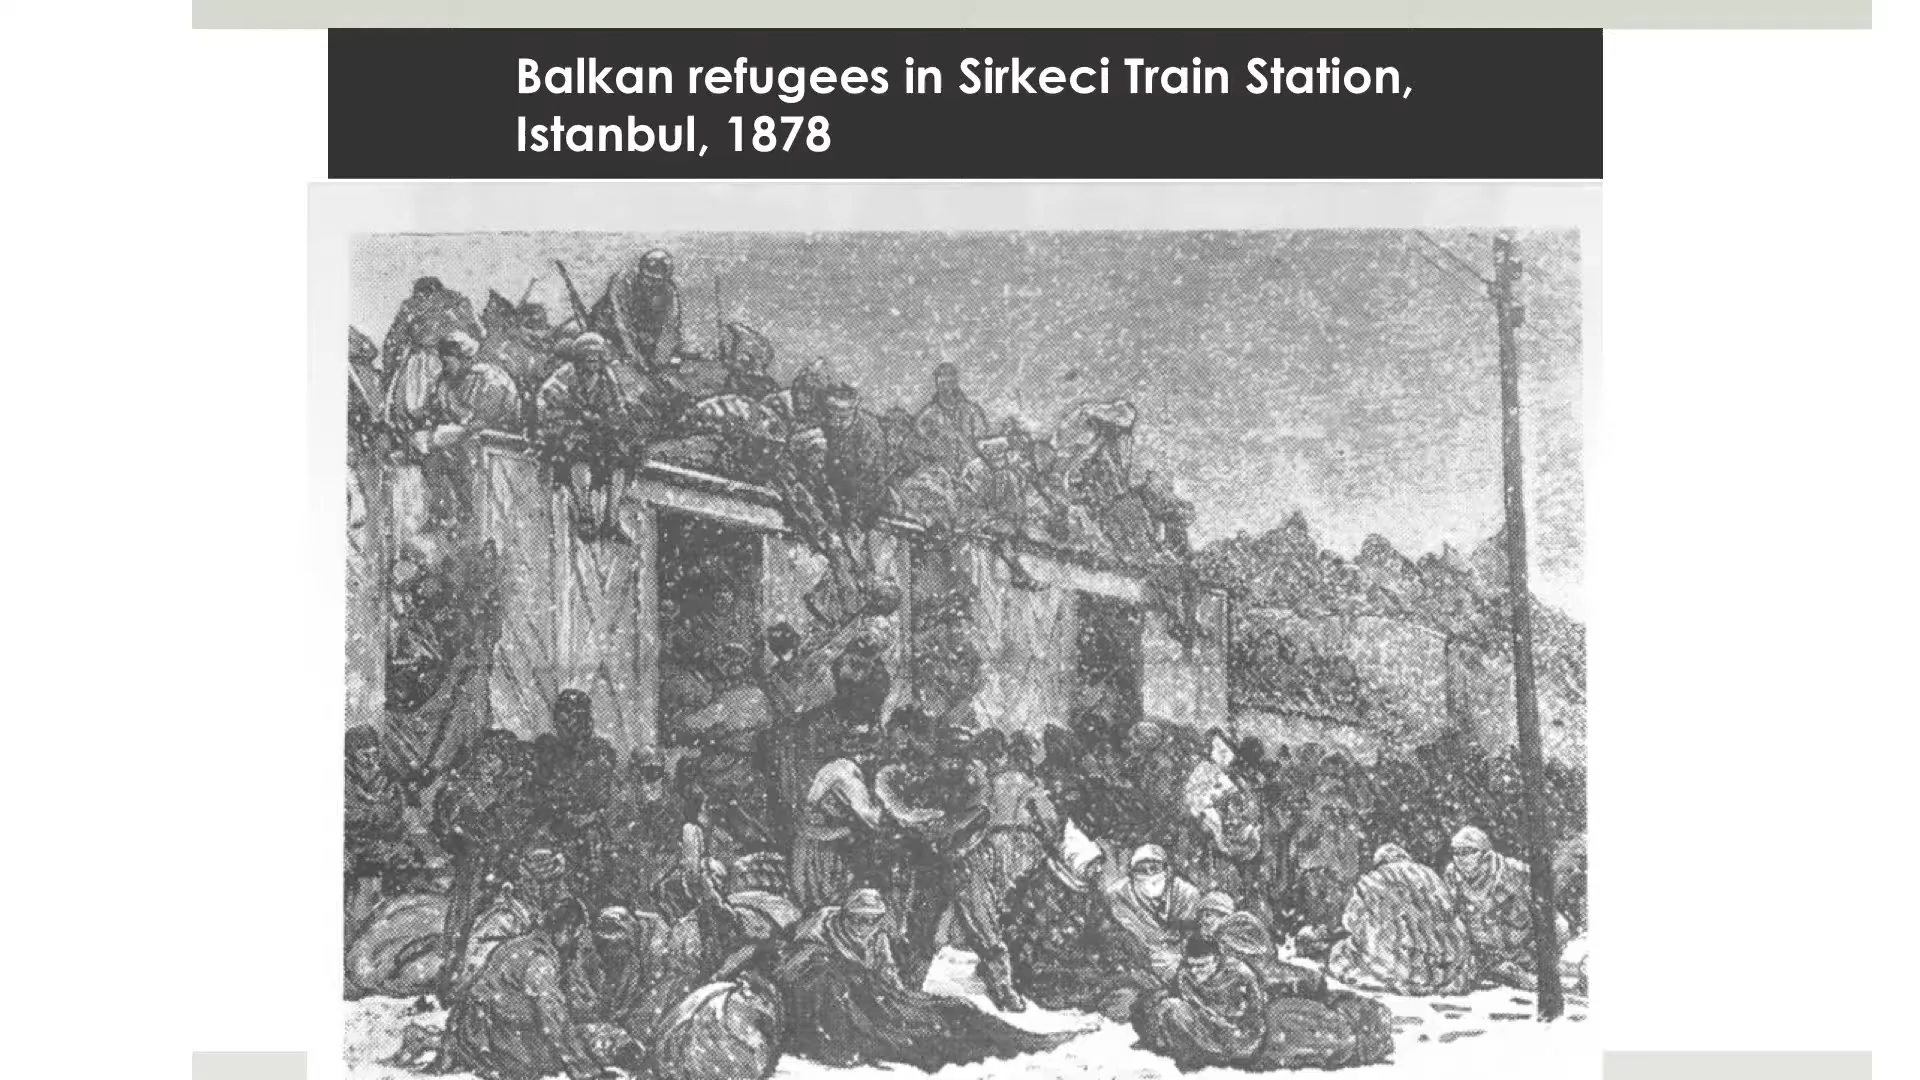 Balkan refugees in Sirkeci Train Station,
Istanbul, 1878